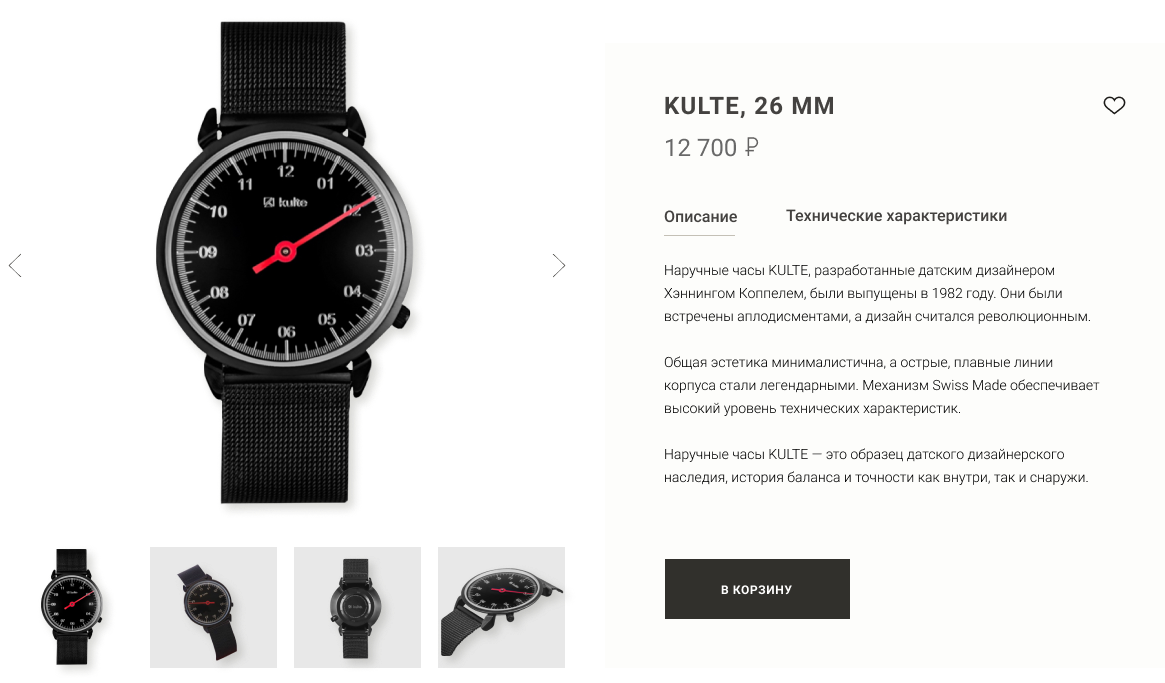 12
11
01
kulte
10
02
09
03
08
04
07
05
06
KULTE, 26 ММ
12 700 ₽
Описание
Технические характеристики
Наручные часы KULTE, разработанные датским дизайнером
Хэннингом Коппелем, были выпущены в 1982 году. Они были
встречены аплодисментами, а дизайн считался революционным.
Общая эстетика минималистична, а острые, плавные линии
корпуса стали легендарными. Механизм Swiss Made обеспечивает
высокий уровень технических характеристик.
Наручные часы KULTE — это образец датского дизайнерского
наследия, история баланса и точности как внутри, так и снаружи.
В КОРЗИНУ